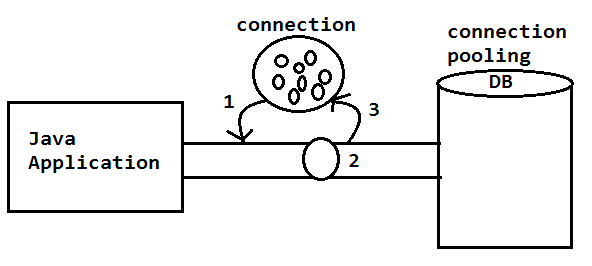 connection
connection
pooling
DB
1
3
Java
Application
2